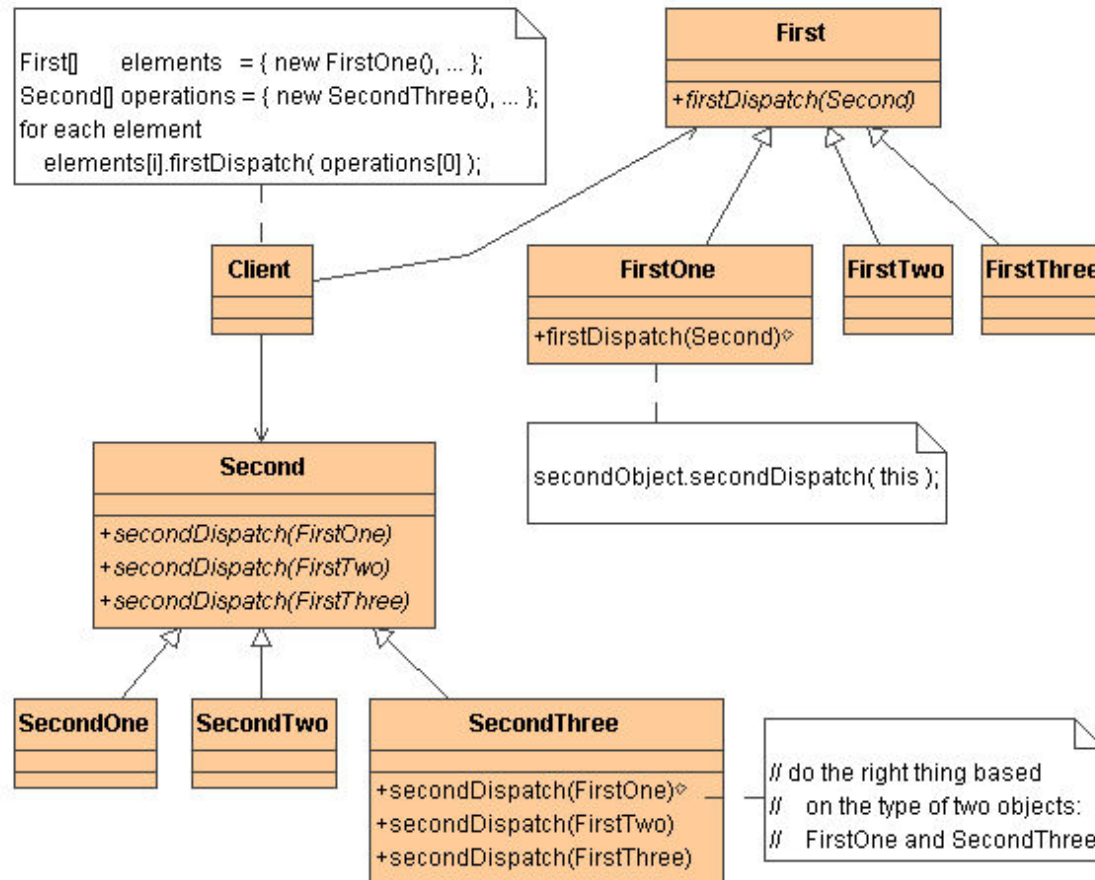 First[] elements = { new FirstOne(), ... };
Second[] operations = { new SecondThree(), ... };
for each element
elements[i].firstDispatch( operations[0] );
First
+firstDispatch(Second)
Client
FirstOne
+firstDispatch(Second)
FirstTwo
FirstThree
secondObject.secondDispatch( this );
Second
+secondDispatch(FirstOne)
+secondDispatch(FirstTwo)
+secondDispatch(FirstThree)
SecondOne
SecondTwo
SecondThree
+secondDispatch(FirstOne)
+secondDispatch(FirstTwo)
+secondDispatch(FirstThree)
// do the right thing based
// on the type of two objects:
// FirstOne and SecondThree